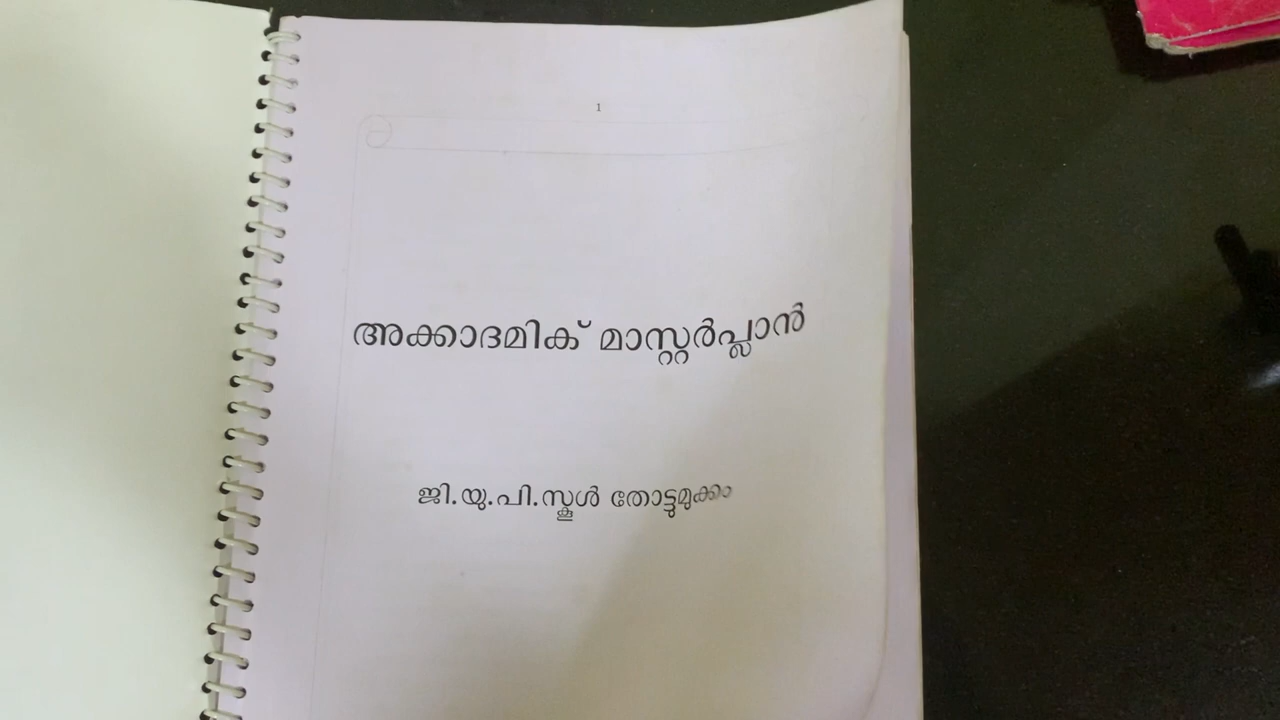 1
അക്കാദമിക് മാസ്റ്റർപ്ലാൻ
ജി.യു.പി.സ്കൂൾ തോട്ടുമുക്കം